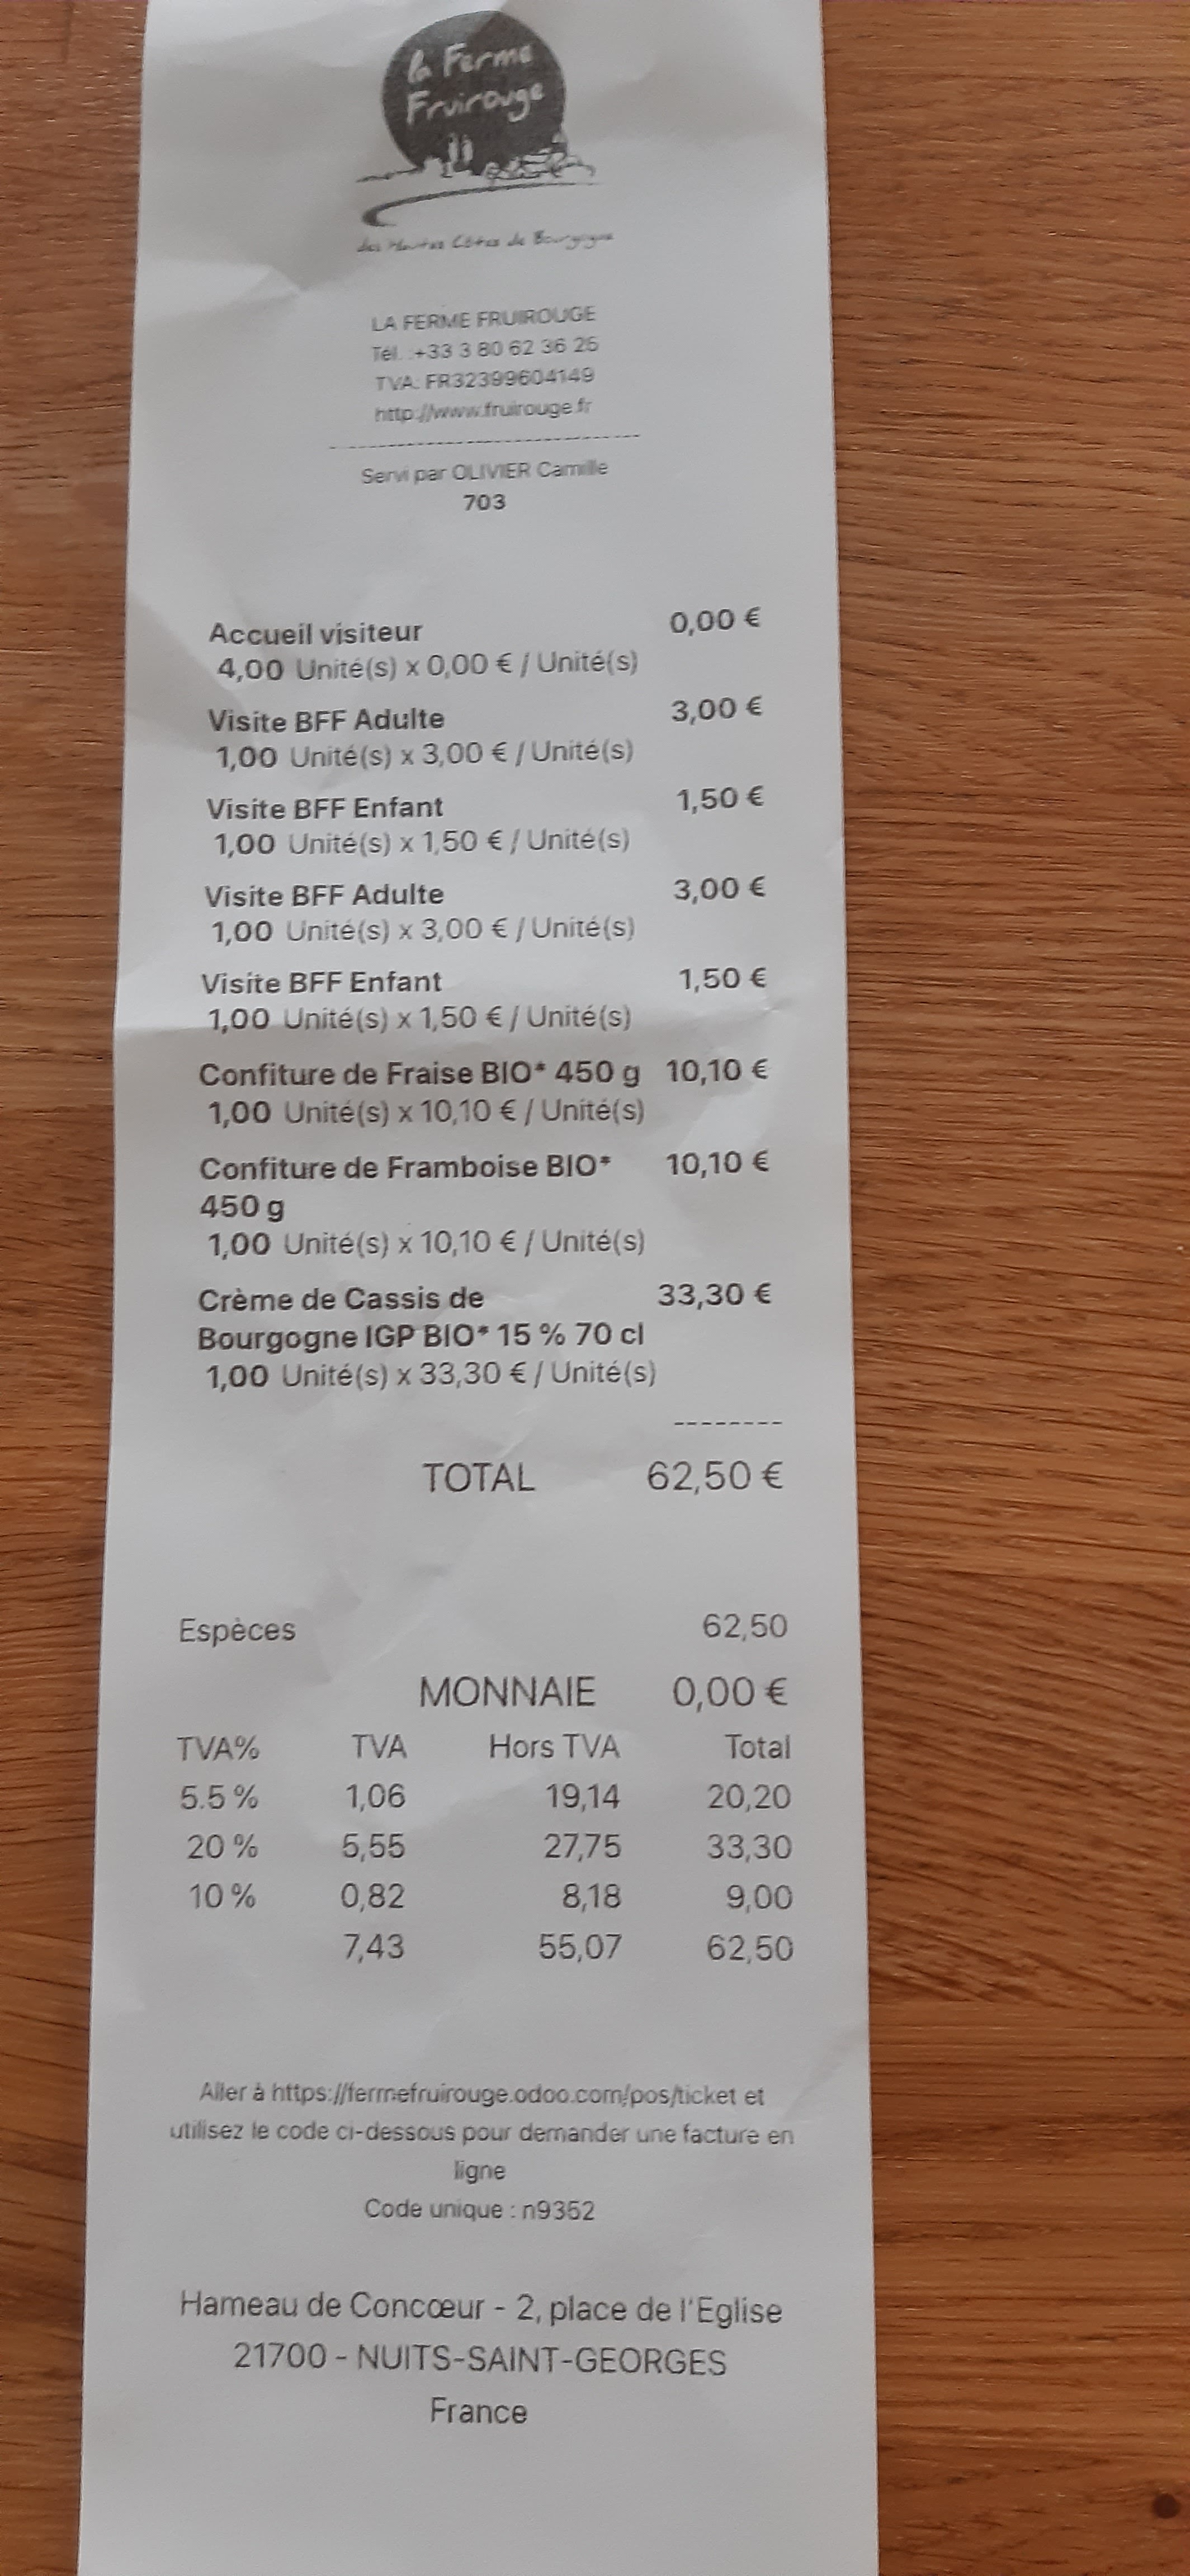 la Ferme
Fruirouge
des Hautes Côtes de Bourgogne
LA FERME FRUIROUGE
Tél. :+33 3 80 62 36 25
TVA: FR32399604149
http://www.fruirouge.fr
--------------------------------
Servi par OLIVIER Camille
703
Accueil visiteur 0,00 €
4,00 Unité(s) x 0,00 € / Unité(s)
Visite BFF Adulte 3,00 €
1,00 Unité(s) x 3,00 € / Unité(s)
Visite BFF Enfant 1,50 €
1,00 Unité(s) x 1,50 € / Unité(s)
Visite BFF Adulte 3,00 €
1,00 Unité(s) x 3,00 € / Unité(s)
Visite BFF Enfant 1,50 €
1,00 Unité(s) x 1,50 € / Unité(s)
Confiture de Fraise BIO* 450 g 10,10 €
1,00 Unité(s) x 10,10 € / Unité(s)
Confiture de Framboise BIO* 10,10 €
450 g
1,00 Unité(s) x 10,10 € / Unité(s)
Crème de Cassis de 33,30 €
Bourgogne IGP BIO* 15 % 70 cl
1,00 Unité(s) x 33,30 € / Unité(s)
--------
TOTAL 62,50 €
Espèces 62,50
MONNAIE 0,00 €
TVA% TVA Hors TVA Total
5.5 % 1,06 19,14 20,20
20 % 5,55 27,75 33,30
10 % 0,82 8,18 9,00
7,43 55,07 62,50
Aller à https://fermefruirouge.odoo.com/pos/ticket et
utilisez le code ci-dessous pour demander une facture en
ligne
Code unique : n9352
Hameau de Concœur - 2, place de l'Eglise
21700 - NUITS-SAINT-GEORGES
France